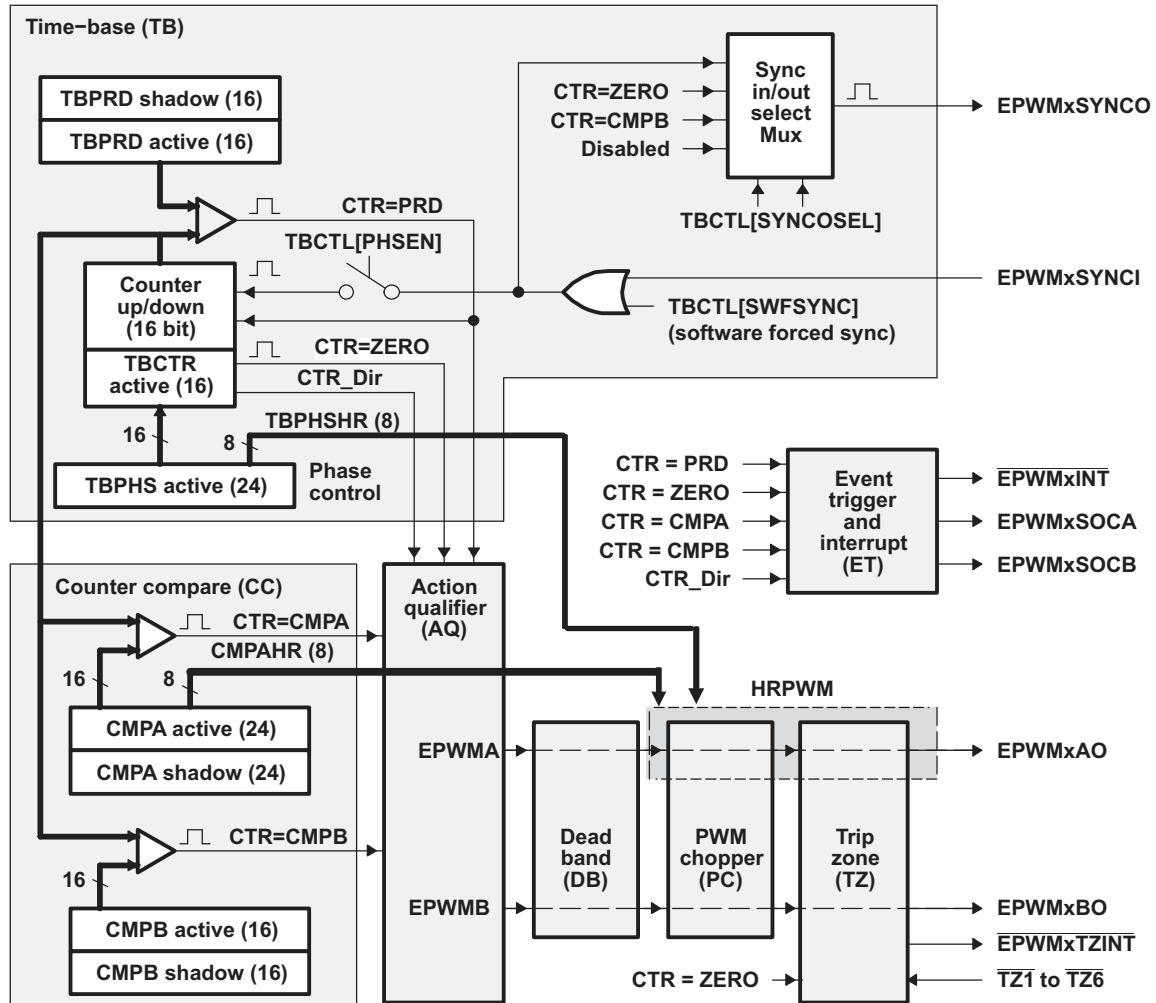 Time−base (TB)
TBPRD shadow (16)
TBPRD active (16)
CTR=PRD
TBCTL[PHSEN]
Counter
up/down
(16 bit)
TBCTR
active (16)
CTR=ZERO
CTR_Dir
16
8
TBPHSHR (8)
TBPHS active (24)
Phase
control
CTR=ZERO
CTR=CMPB
Disabled
Sync
in/out
select
Mux
TBCTL[SYNCOSEL]
EPWMxSYNCO
EPWMxSYNCI
TBCTL[SWFSYNC]
(software forced sync)
CTR = PRD
CTR = ZERO
CTR = CMPA
CTR = CMPB
CTR_Dir
Event
trigger
and
interrupt
(ET)
EPWMxINT
EPWMxSOCA
EPWMxSOCB
Counter compare (CC)
CTR=CMPA
CMPAHR (8)
16
8
CMPA active (24)
CMPA shadow (24)
CTR=CMPB
16
CMPB active (16)
CMPB shadow (16)
Action
qualifier
(AQ)
EPWMA
EPWMB
HRPWM
Dead
band
(DB)
PWM
chopper
(PC)
Trip
zone
(TZ)
EPWMxAO
EPWMxBO
EPWMxTZINT
CTR = ZERO
TZ1 to TZ6